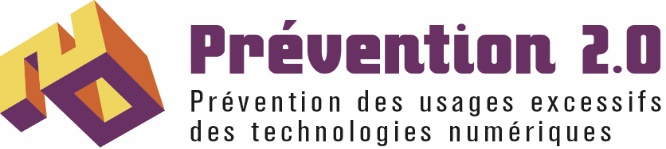 Prévention 2.0
Prévention des usages excessifs
des technologies numériques